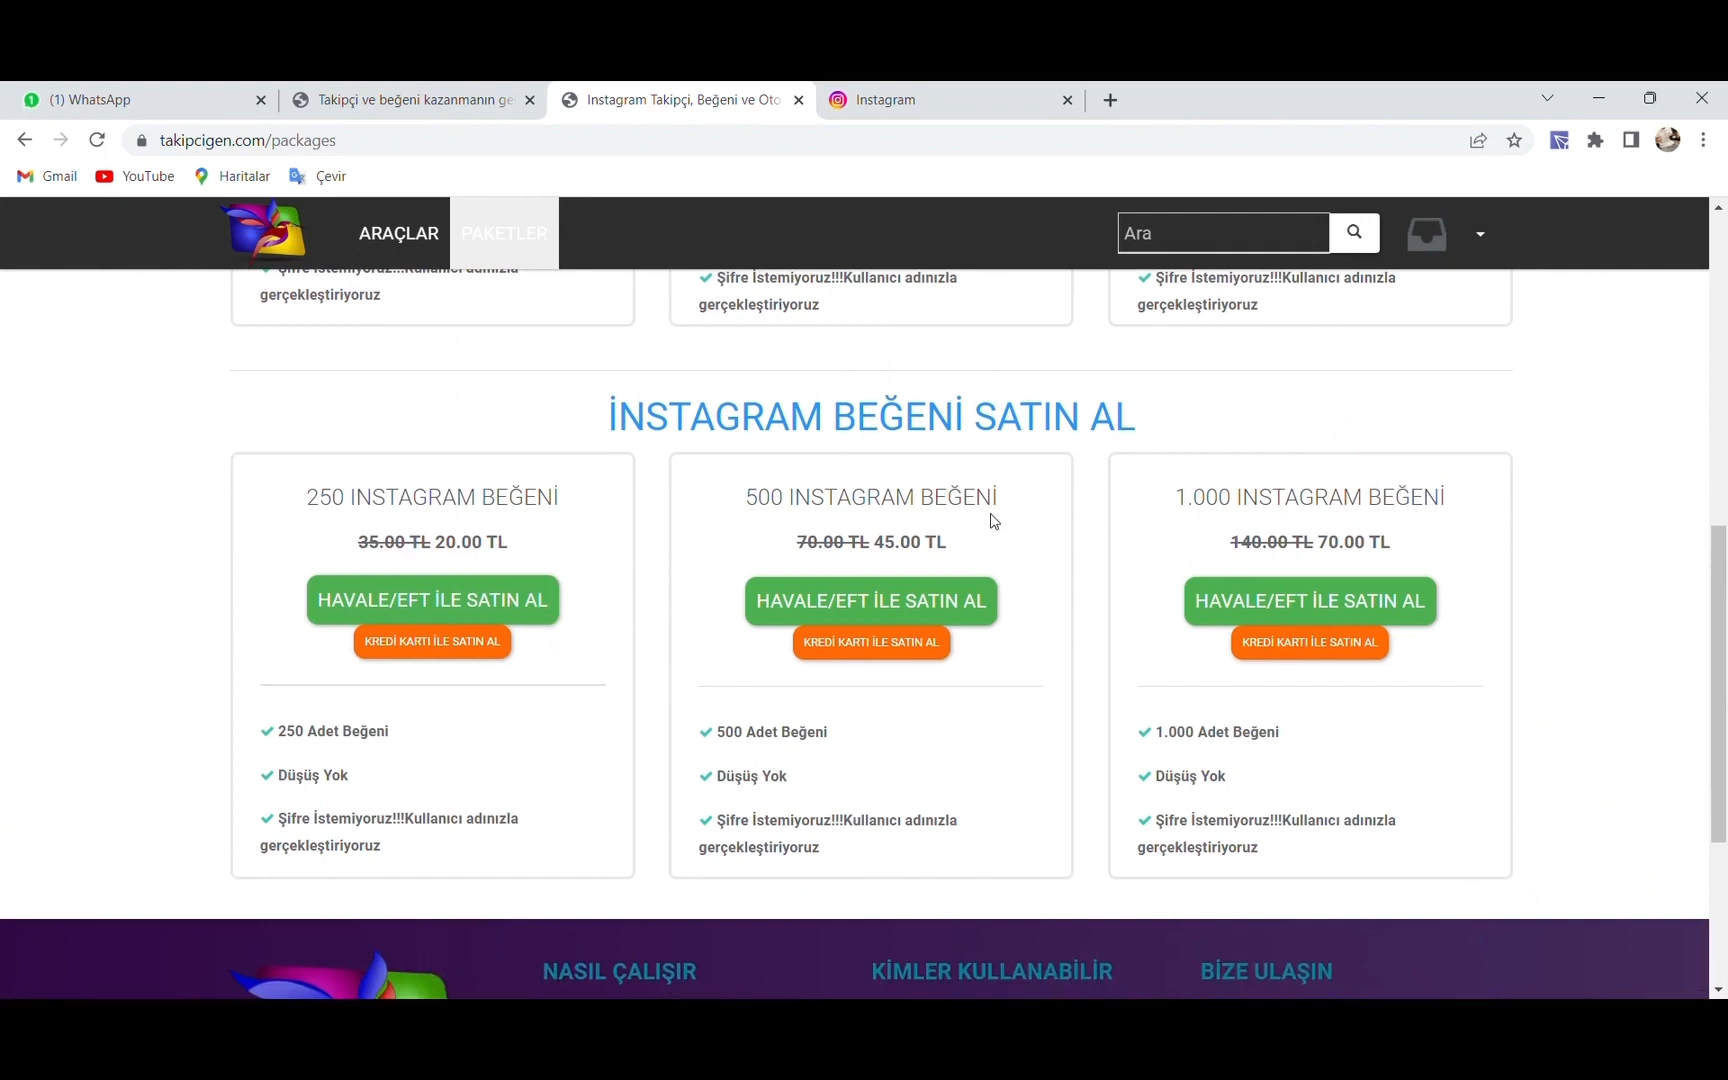 (1) WhatsApp
Takipçi ve beğeni kazanmanın ge
Instagram Takipçi, Beğeni ve Oto
Instagram
takipcigen.com/packages
Gmail
YouTube
Haritalar
Çevir
ARAÇLAR
PAKETLER
Ara
Şifre İstemiyoruz!!!Kullanıcı adınızla
gerçekleştiriyoruz
Şifre İstemiyoruz!!!Kullanıcı adınızla
gerçekleştiriyoruz
Şifre İstemiyoruz!!!Kullanıcı adınızla
gerçekleştiriyoruz
İNSTAGRAM BEĞENİ SATIN AL
250 INSTAGRAM BEĞENİ
35.00 TL 20.00 TL
HAVALE/EFT İLE SATIN AL
KREDİ KARTI İLE SATIN AL
250 Adet Beğeni
Düşüş Yok
Şifre İstemiyoruz!!!Kullanıcı adınızla
gerçekleştiriyoruz
500 INSTAGRAM BEĞENİ
70.00 TL 45.00 TL
HAVALE/EFT İLE SATIN AL
KREDİ KARTI İLE SATIN AL
500 Adet Beğeni
Düşüş Yok
Şifre İstemiyoruz!!!Kullanıcı adınızla
gerçekleştiriyoruz
1.000 INSTAGRAM BEĞENİ
140.00 TL 70.00 TL
HAVALE/EFT İLE SATIN AL
KREDİ KARTI İLE SATIN AL
1.000 Adet Beğeni
Düşüş Yok
Şifre İstemiyoruz!!!Kullanıcı adınızla
gerçekleştiriyoruz
NASIL ÇALIŞIR
KİMLER KULLANABİLİR
BİZE ULAŞIN